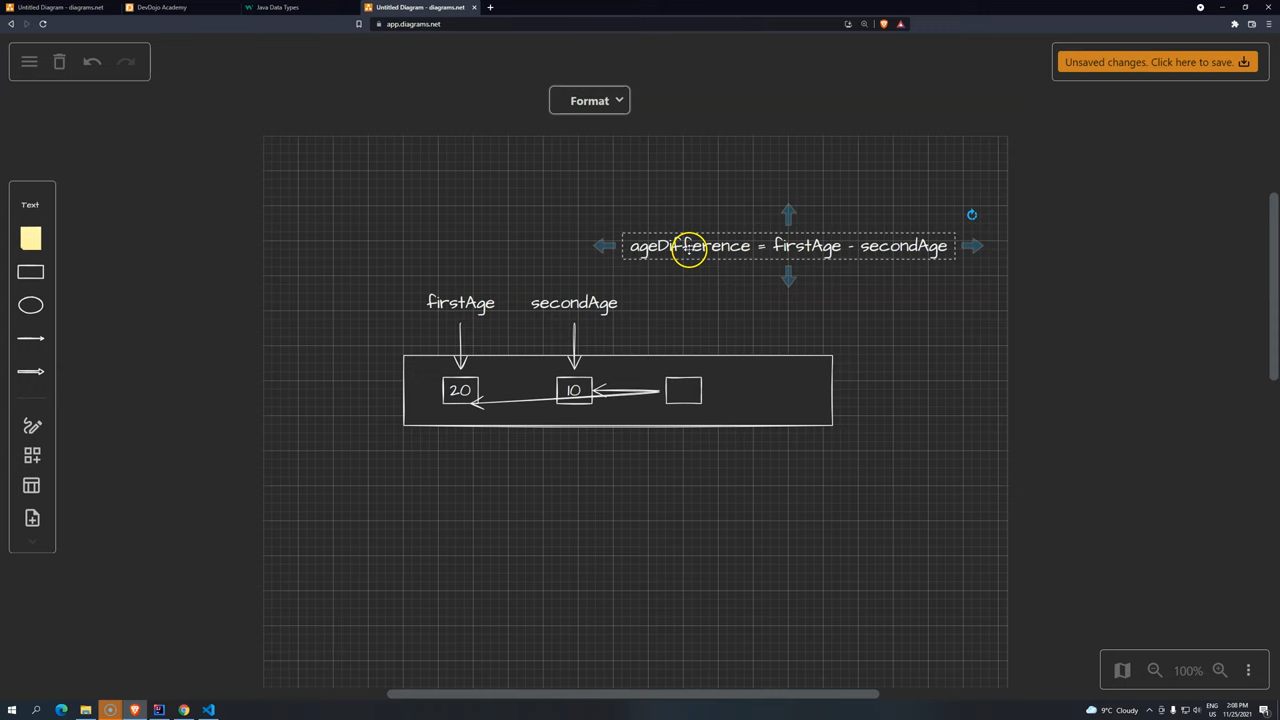 Untitled Diagram - diagrams.net
DevDojo Academy
Java Data Types
Untitled Diagram - diagrams.net
app.diagrams.net
Unsaved changes. Click here to save.
Format
Text
ageDifference = firstAge - secondAge
firstAge secondAge
20 10
100%
9°C Cloudy
ENG
US
2:08 PM
11/25/2021